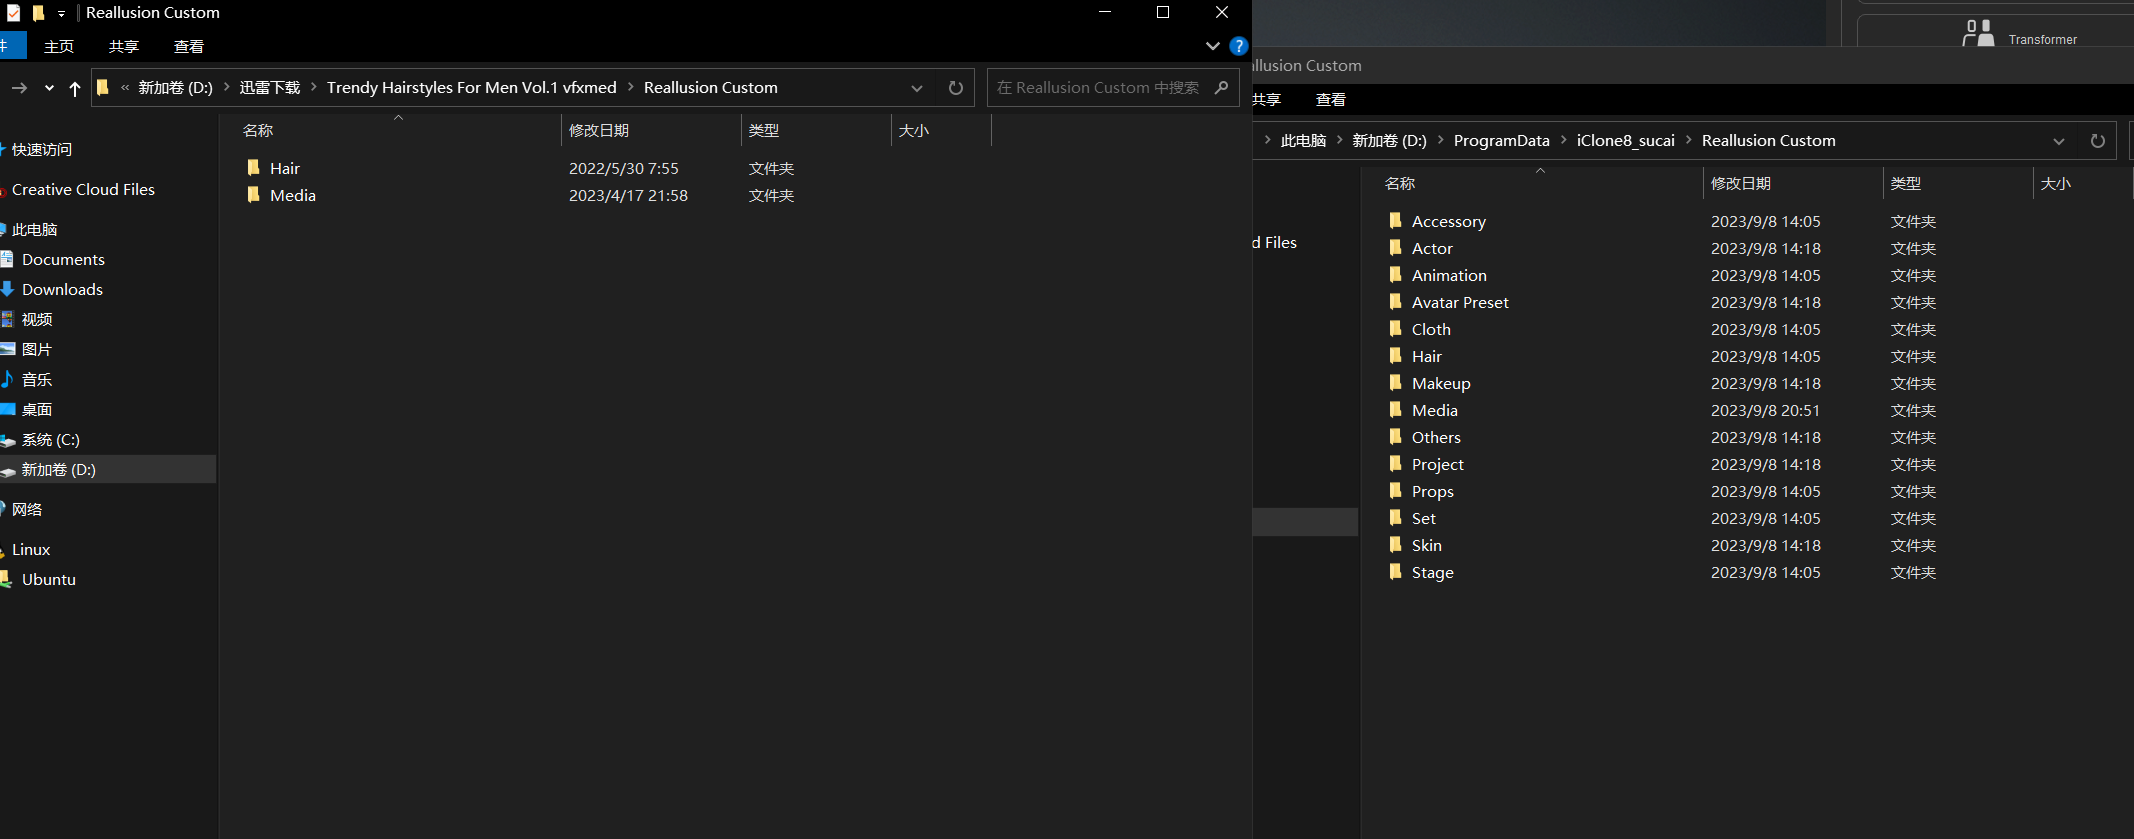 Reallusion Custom
件 主页 共享 查看
« 新加卷 (D:) › 迅雷下载 › Trendy Hairstyles For Men Vol.1 vfxmed › Reallusion Custom
在 Reallusion Custom 中搜索
名称 修改日期 类型 大小
Hair 2022/5/30 7:55 文件夹
Media 2023/4/17 21:58 文件夹
快速访问
Creative Cloud Files
此电脑
Documents
Downloads
视频
图片
音乐
桌面
系统 (C:)
新加卷 (D:)
网络
Linux
Ubuntu
Transformer
llusion Custom
共享 查看
› 此电脑 › 新加卷 (D:) › ProgramData › iClone8_sucai › Reallusion Custom
d Files
名称 修改日期 类型 大小
Accessory 2023/9/8 14:05 文件夹
Actor 2023/9/8 14:18 文件夹
Animation 2023/9/8 14:05 文件夹
Avatar Preset 2023/9/8 14:18 文件夹
Cloth 2023/9/8 14:05 文件夹
Hair 2023/9/8 14:05 文件夹
Makeup 2023/9/8 14:18 文件夹
Media 2023/9/8 20:51 文件夹
Others 2023/9/8 14:18 文件夹
Project 2023/9/8 14:18 文件夹
Props 2023/9/8 14:05 文件夹
Set 2023/9/8 14:05 文件夹
Skin 2023/9/8 14:18 文件夹
Stage 2023/9/8 14:05 文件夹